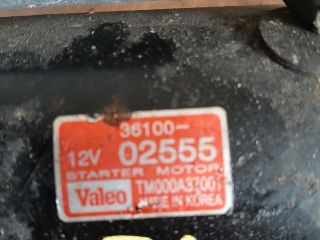 36100-
12V 02555
STARTER MOTOR
Valeo TM000A37001
MADE IN KOREA